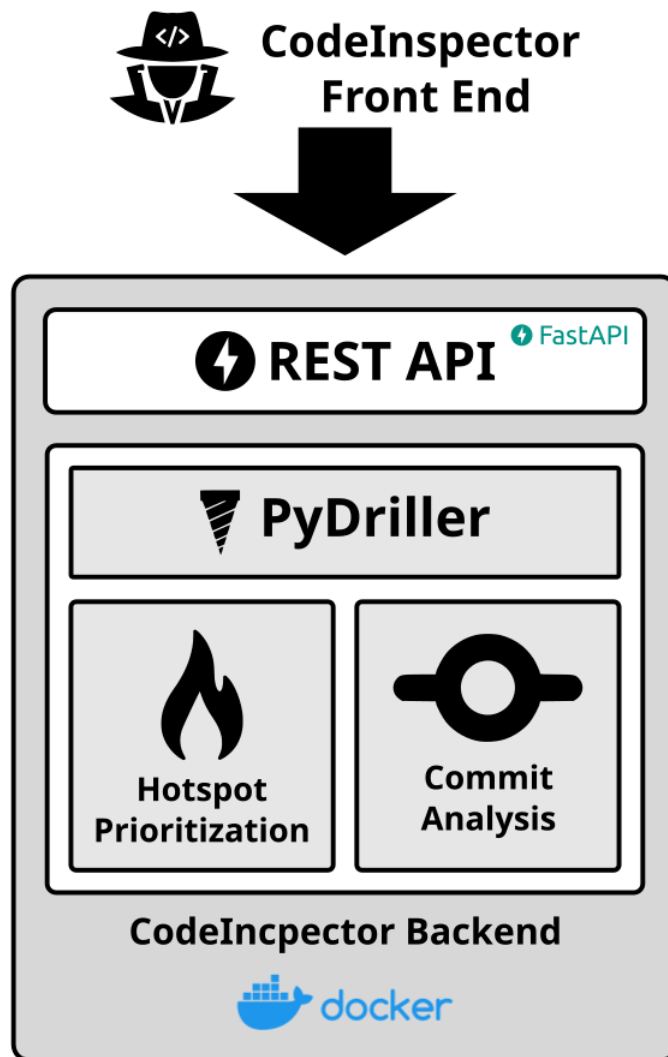 </>
CodeInspector
Front End
REST API
FastAPI
PyDriller
Hotspot
Prioritization
Commit
Analysis
CodeIncpector Backend
docker